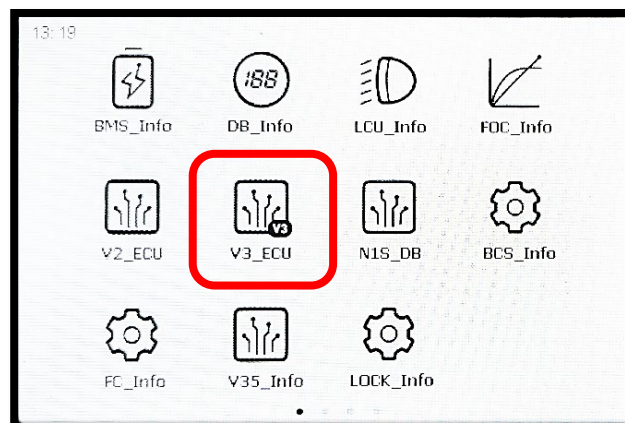 13:19
188
BMS_Info DB_Info LCU_Info FOC_Info
V3
V2_ECU V3_ECU N1S_DB BCS_Info
FC_Info V35_Info LOCK_Info